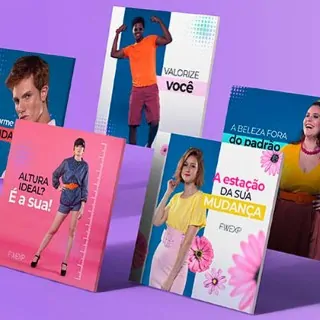 VALORIZE
você
A BELEZA FORA
do padrão
ALTURA
IDEAL?
É a sua!
FWEXP
A estação
DA SUA
MUDANÇA
FWEXP